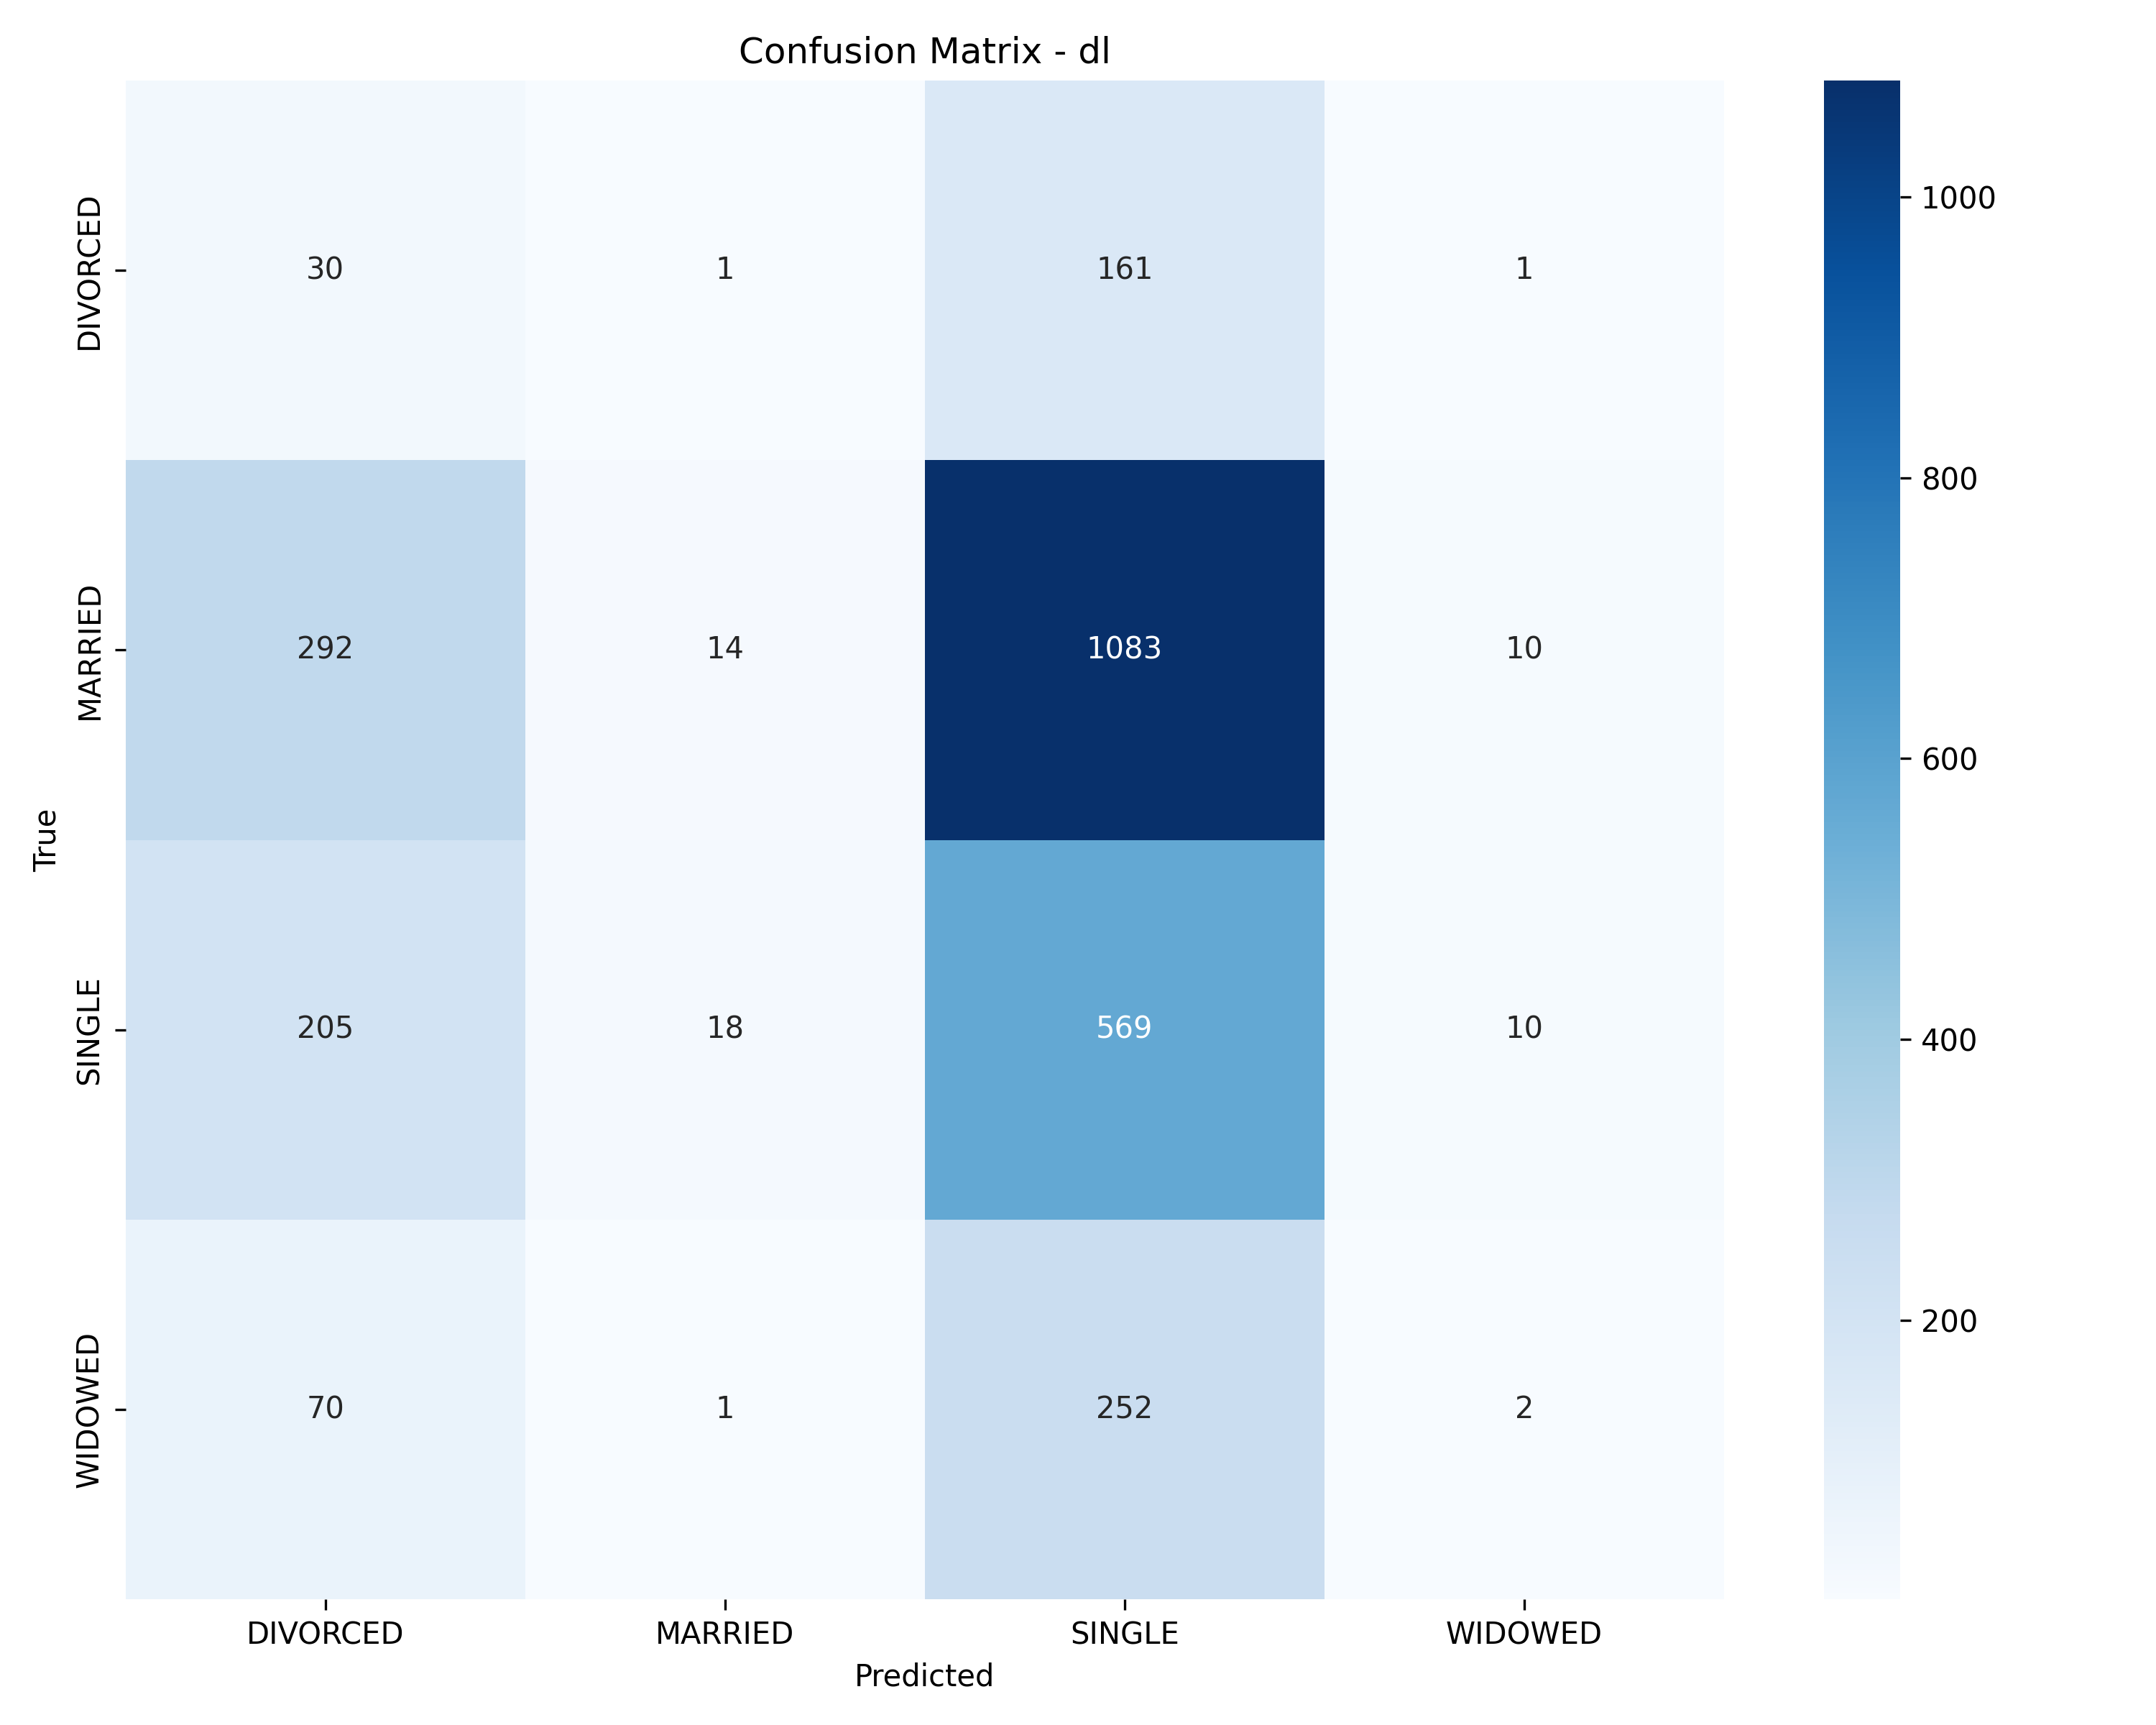 Confusion Matrix - dl
True
DIVORCED 30 1 161 1
MARRIED 292 14 1083 10
SINGLE 205 18 569 10
WIDOWED 70 1 252 2
DIVORCED MARRIED SINGLE WIDOWED
Predicted
1000
800
600
400
200